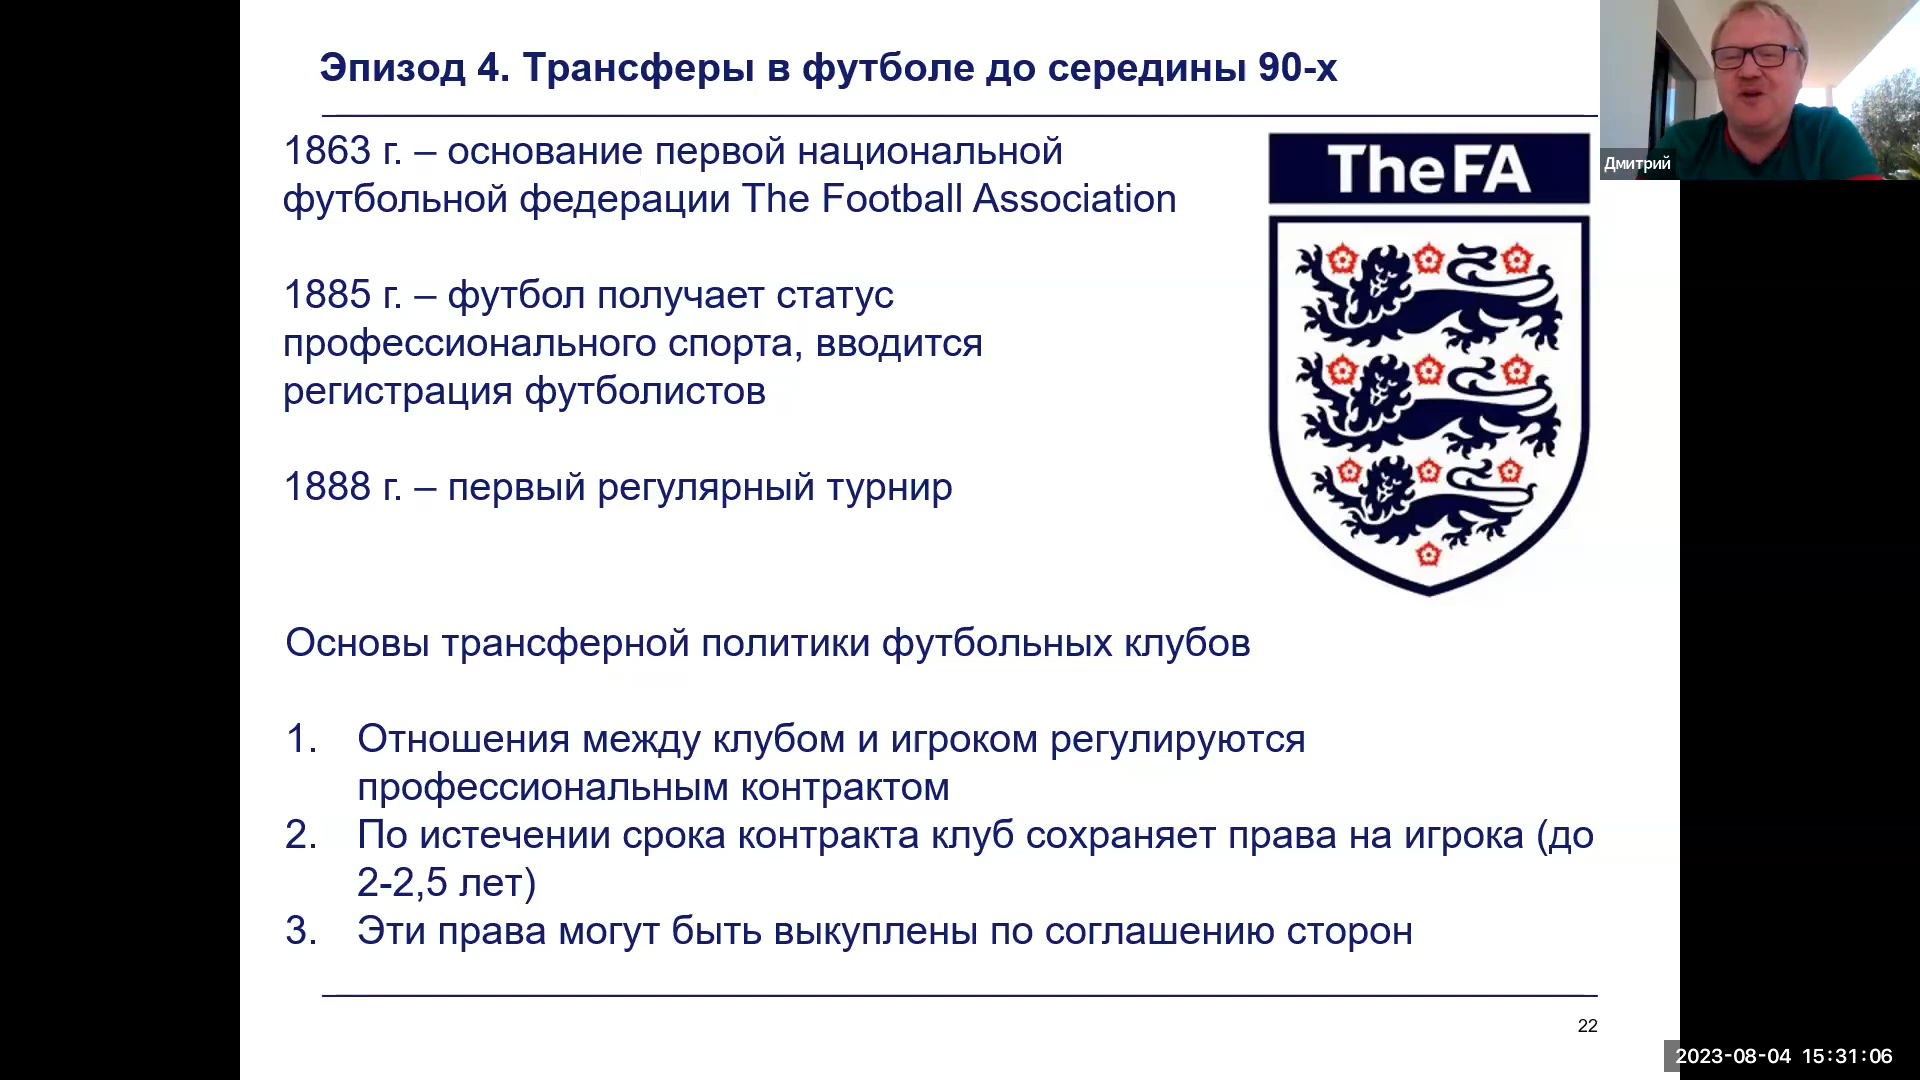 Эпизод 4. Трансферы в футболе до середины 90-х
1863 г. – основание первой национальной
футбольной федерации The Football Association
1885 г. – футбол получает статус
профессионального спорта, вводится
регистрация футболистов
1888 г. – первый регулярный турнир
The FA
Дмитрий
Основы трансферной политики футбольных клубов
1. Отношения между клубом и игроком регулируются
профессиональным контрактом
2. По истечении срока контракта клуб сохраняет права на игрока (до
2-2,5 лет)
3. Эти права могут быть выкуплены по соглашению сторон
22
2023-08-04 15:31:06